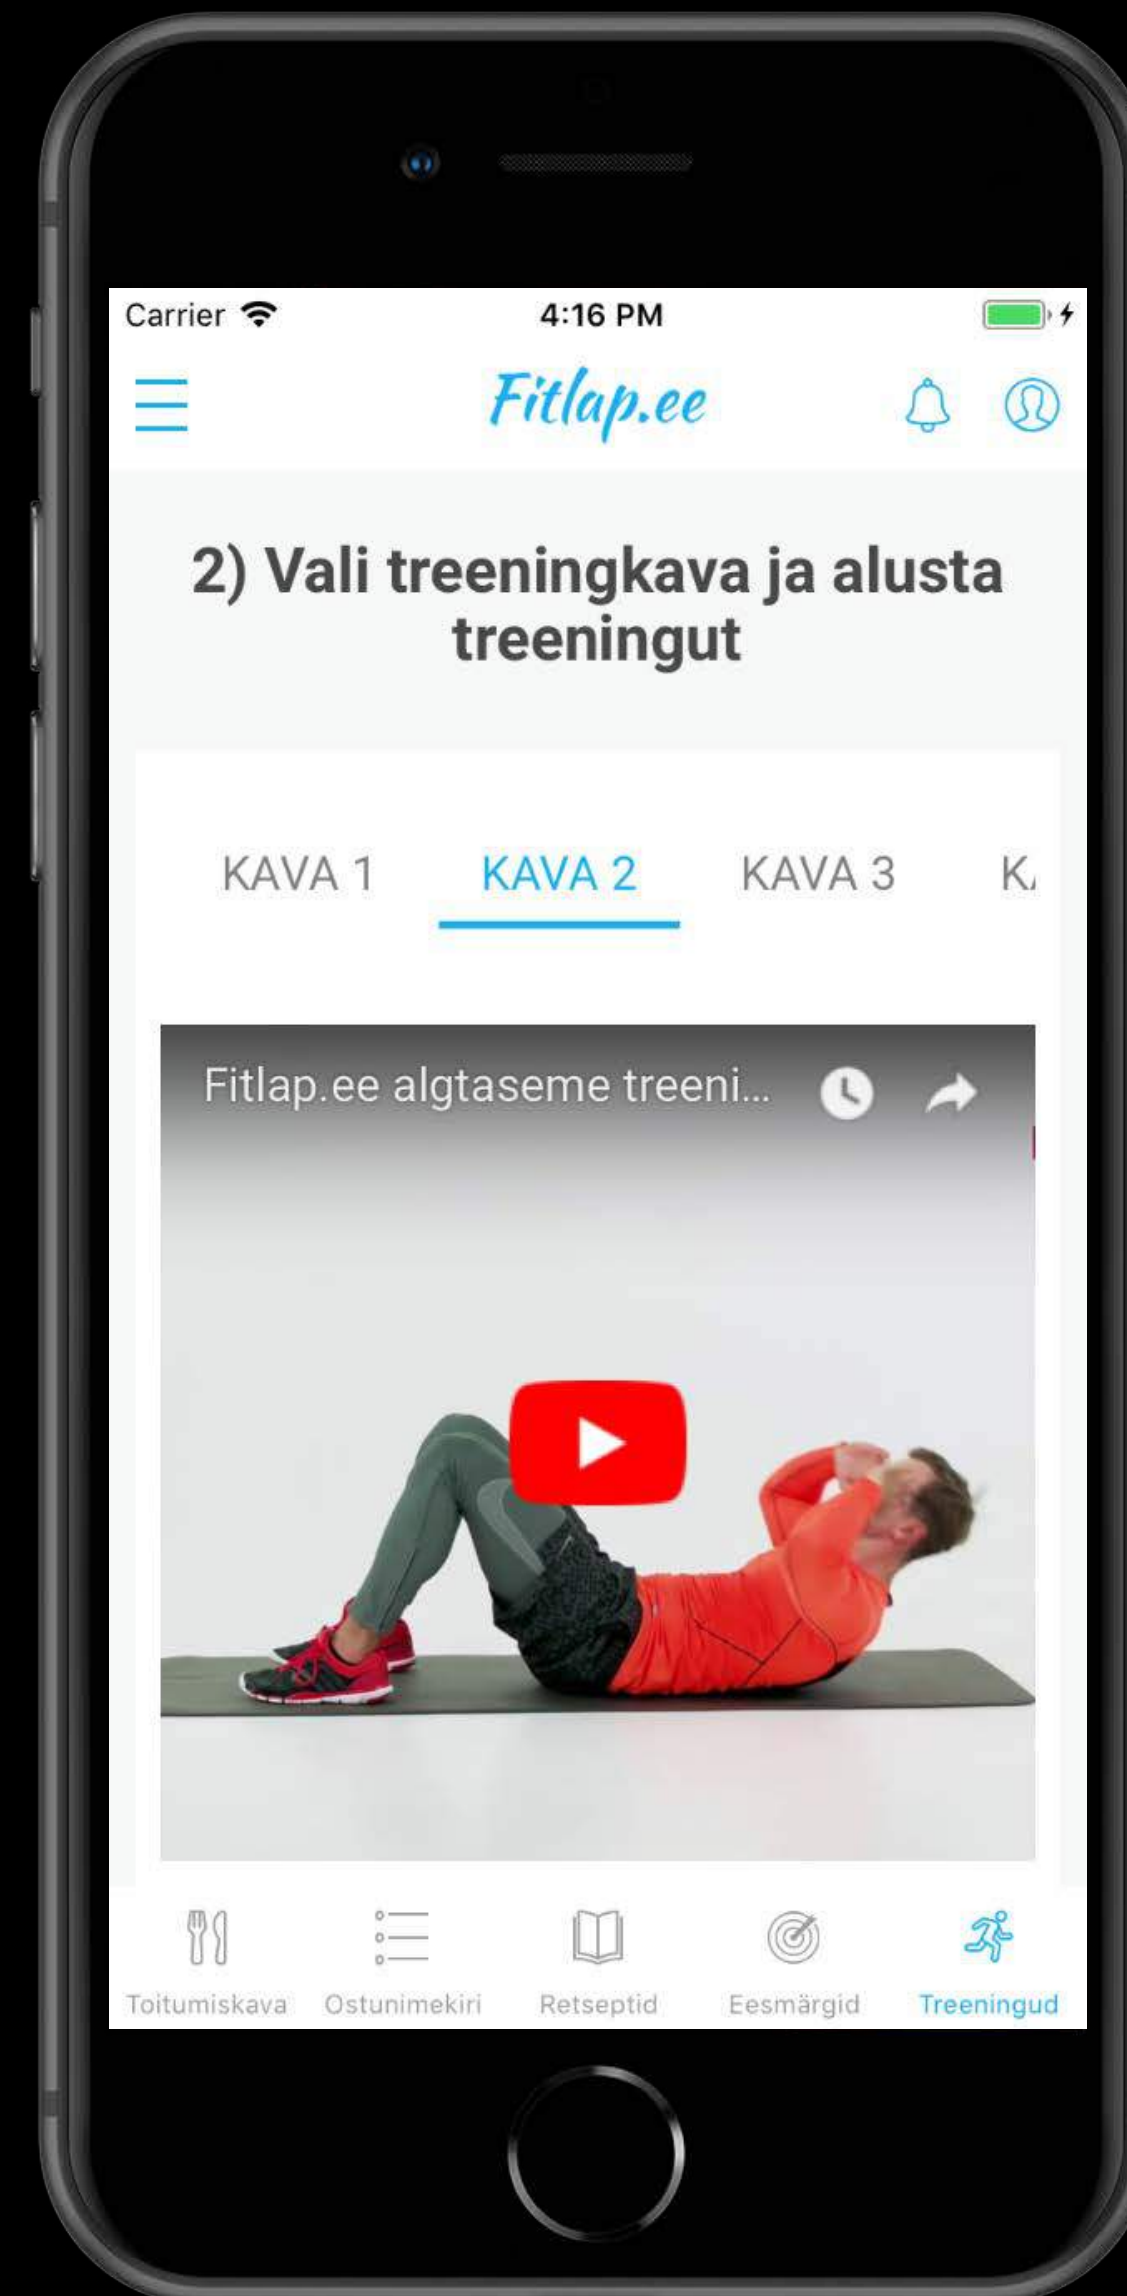 Carrier
4:16 PM
Fitlap.ee
2) Vali treeningkava ja alusta
treeningut
KAVA 1
KAVA 2
KAVA 3
Fitlap.ee algtaseme treeni...
Toitumiskava
Ostunimekiri
Retseptid
Eesmärgid
Treeningud